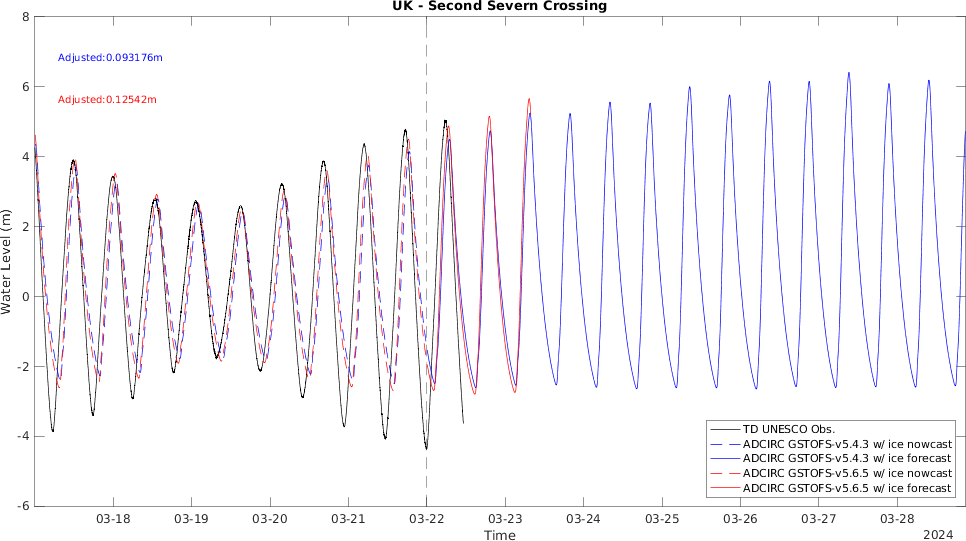 UK - Second Severn Crossing
8
6
4
2
0
-2
-4
-6
Water Level (m)
Adjusted:0.093176m
Adjusted:0.12542m
TD UNESCO Obs.
ADCIRC GSTOFS-v5.4.3 w/ ice nowcast
ADCIRC GSTOFS-v5.4.3 w/ ice forecast
ADCIRC GSTOFS-v5.6.5 w/ ice nowcast
ADCIRC GSTOFS-v5.6.5 w/ ice forecast
03-18 03-19 03-20 03-21 03-22 03-23 03-24 03-25 03-26 03-27 03-28
Time
2024